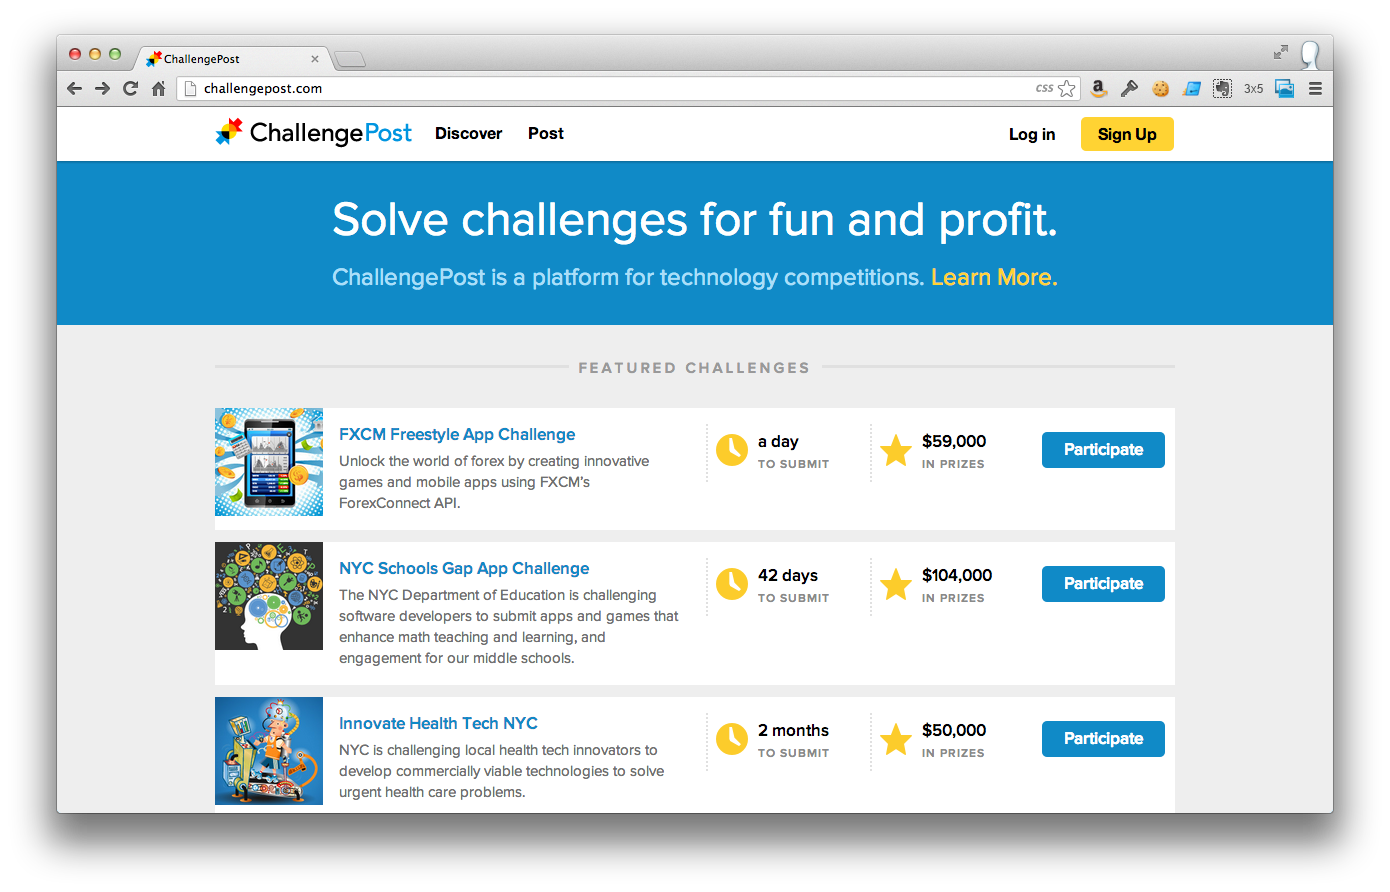 ChallengePost
challengepost.com
css
3x5
ChallengePost Discover Post Log in Sign Up
Solve challenges for fun and profit.
ChallengePost is a platform for technology competitions. Learn More.
FEATURED CHALLENGES
FXCM Freestyle App Challenge
Unlock the world of forex by creating innovative
games and mobile apps using FXCM's
ForexConnect API.
a day
TO SUBMIT
$59,000
IN PRIZES
Participate
NYC Schools Gap App Challenge
The NYC Department of Education is challenging
software developers to submit apps and games that
enhance math teaching and learning, and
engagement for our middle schools.
42 days
TO SUBMIT
$104,000
IN PRIZES
Participate
Innovate Health Tech NYC
NYC is challenging local health tech innovators to
develop commercially viable technologies to solve
urgent health care problems.
2 months
TO SUBMIT
$50,000
IN PRIZES
Participate